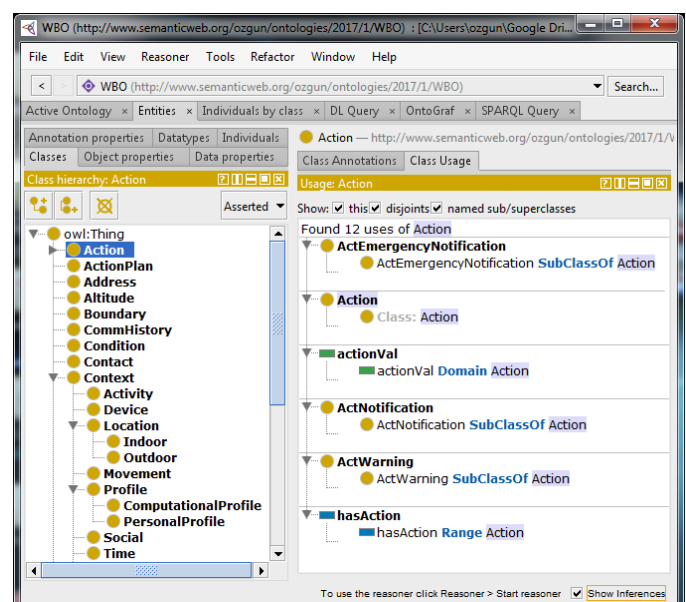 WBO (http://www.semanticweb.org/ozgun/ontologies/2017/1/WBO) : [C:\Users\ozgun\Google Dri...
File Edit View Reasoner Tools Refactor Window Help
< > WBO (http://www.semanticweb.org/ozgun/ontologies/2017/1/WBO) Search...
Active Ontology × Entities × Individuals by class × DL Query × OntoGraf × SPARQL Query ×
Annotation properties Datatypes Individuals
Classes Object properties Data properties
Class hierarchy: Action
Asserted
owl:Thing
Action
ActionPlan
Address
Altitude
Boundary
CommHistory
Condition
Contact
Context
Activity
Device
Location
Indoor
Outdoor
Movement
Profile
ComputationalProfile
PersonalProfile
Social
Time
Action — http://www.semanticweb.org/ozgun/ontologies/2017/1/
Class Annotations Class Usage
Usage: Action
Show: this disjoints named sub/superclasses
Found 12 uses of Action
ActEmergencyNotification
ActEmergencyNotification SubClassOf Action
Action
Class: Action
actionVal
actionVal Domain Action
ActNotification
ActNotification SubClassOf Action
ActWarning
ActWarning SubClassOf Action
hasAction
hasAction Range Action
To use the reasoner click Reasoner > Start reasoner Show Inferences